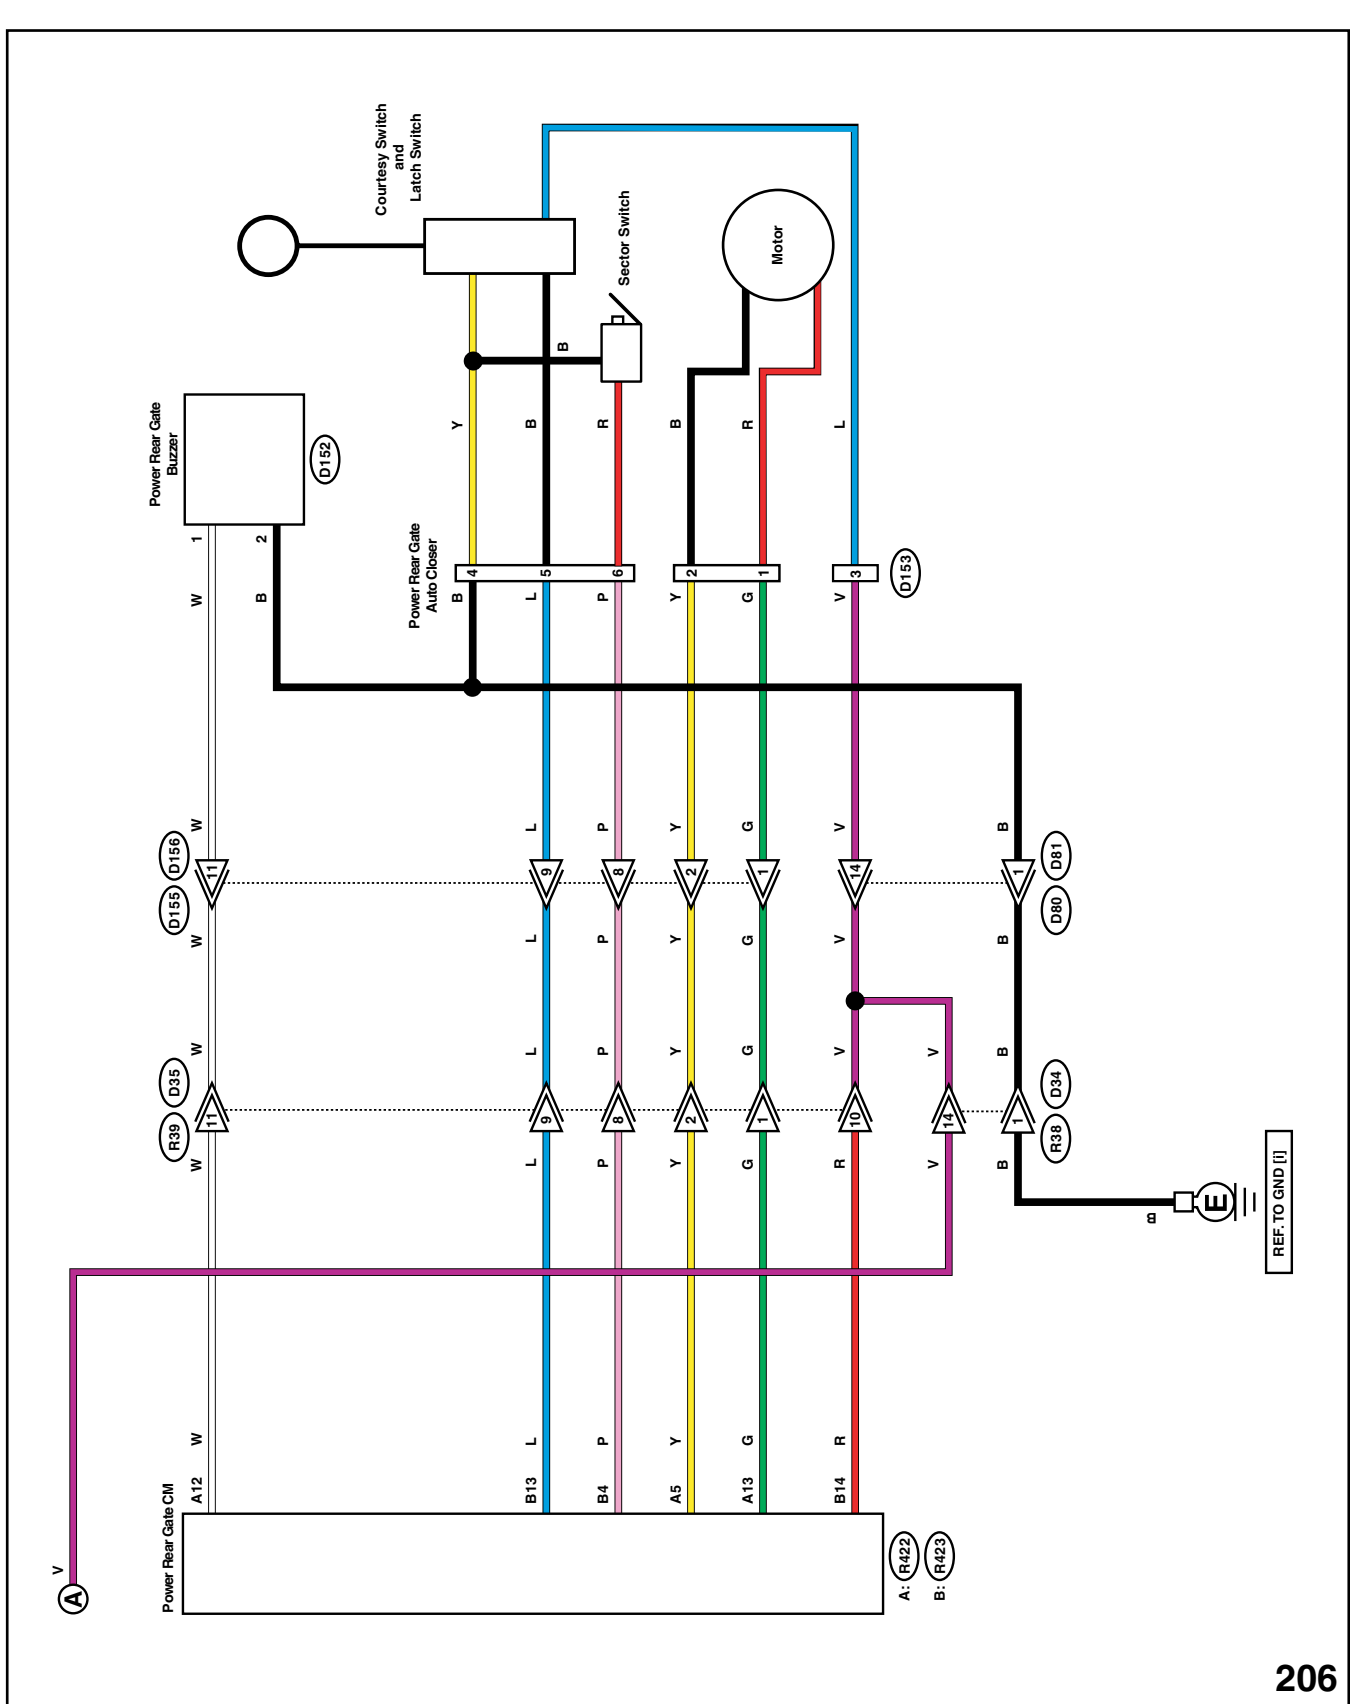 Courtesy Switch
and
Latch Switch
Sector Switch
Motor
Power Rear Gate
Buzzer
D152
1
2
Y
B
B
R
B
R
L
Power Rear Gate
Auto Closer
4
5
6
2
1
3
D153
W
B
B
L
P
Y
G
V
W
L
P
Y
G
V
B
D156
D155
11
9
8
2
1
14
1
D81
D80
W
L
P
Y
G
V
B
W
L
P
Y
G
V
V
B
D35
R39
11
9
8
2
1
10
14
1
D34
R38
W
L
P
Y
G
R
V
B
B
E
REF. TO GND [i]
W
L
P
Y
G
R
A12
B13
B4
A5
A13
B14
Power Rear Gate CM
A: R422
B: R423
V
A
206